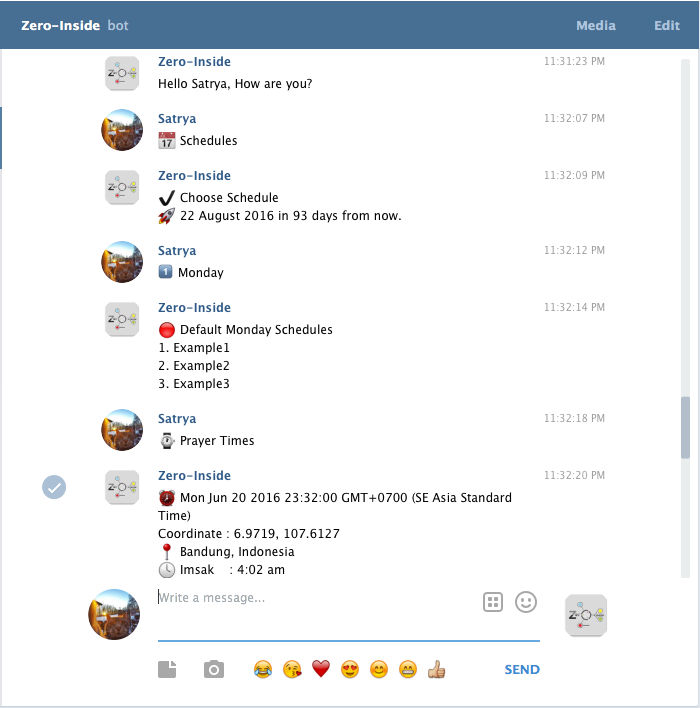 Zero-Inside bot Media Edit
Zero-Inside 11:31:23 PM
Hello Satrya, How are you?
Satrya 11:32:07 PM
17 Schedules
Zero-Inside 11:32:09 PM
✔ Choose Schedule
🚀 22 August 2016 in 93 days from now.
Satrya 11:32:12 PM
1 Monday
Zero-Inside 11:32:14 PM
🔴 Default Monday Schedules
1. Example1
2. Example2
3. Example3
Satrya 11:32:18 PM
⌚ Prayer Times
Zero-Inside 11:32:20 PM
⏰ Mon Jun 20 2016 23:32:00 GMT+0700 (SE Asia Standard
Time)
Coordinate : 6.9719, 107.6127
📍 Bandung, Indonesia
🕓 Imsak : 4:02 am
Write a message...
SEND